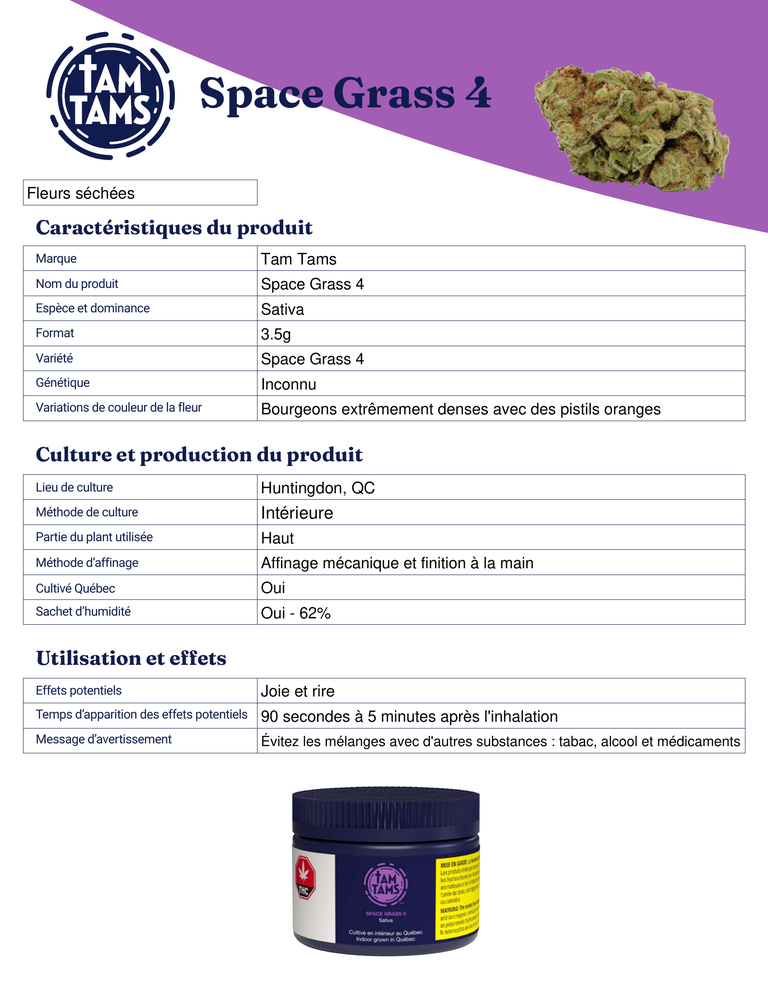 TAM
TAMS
Space Grass 4
Fleurs séchées
Caractéristiques du produit
Marque Tam Tams
Nom du produit Space Grass 4
Espèce et dominance Sativa
Format 3.5g
Variété Space Grass 4
Génétique Inconnu
Variations de couleur de la fleur Bourgeons extrêmement denses avec des pistils oranges
Culture et production du produit
Lieu de culture Huntingdon, QC
Méthode de culture Intérieure
Partie du plant utilisée Haut
Méthode d'affinage Affinage mécanique et finition à la main
Cultivé Québec Oui
Sachet d'humidité Oui - 62%
Utilisation et effets
Effets potentiels Joie et rire
Temps d'apparition des effets potentiels 90 secondes à 5 minutes après l'inhalation
Message d'avertissement Évitez les mélanges avec d'autres substances : tabac, alcool et médicaments
THC
TAM
TAMS
SPACE GRASS 4
Sativa
Cultivé en intérieur au Québec
Indoor grown in Québec
MISE EN GARDE:
WARNING: